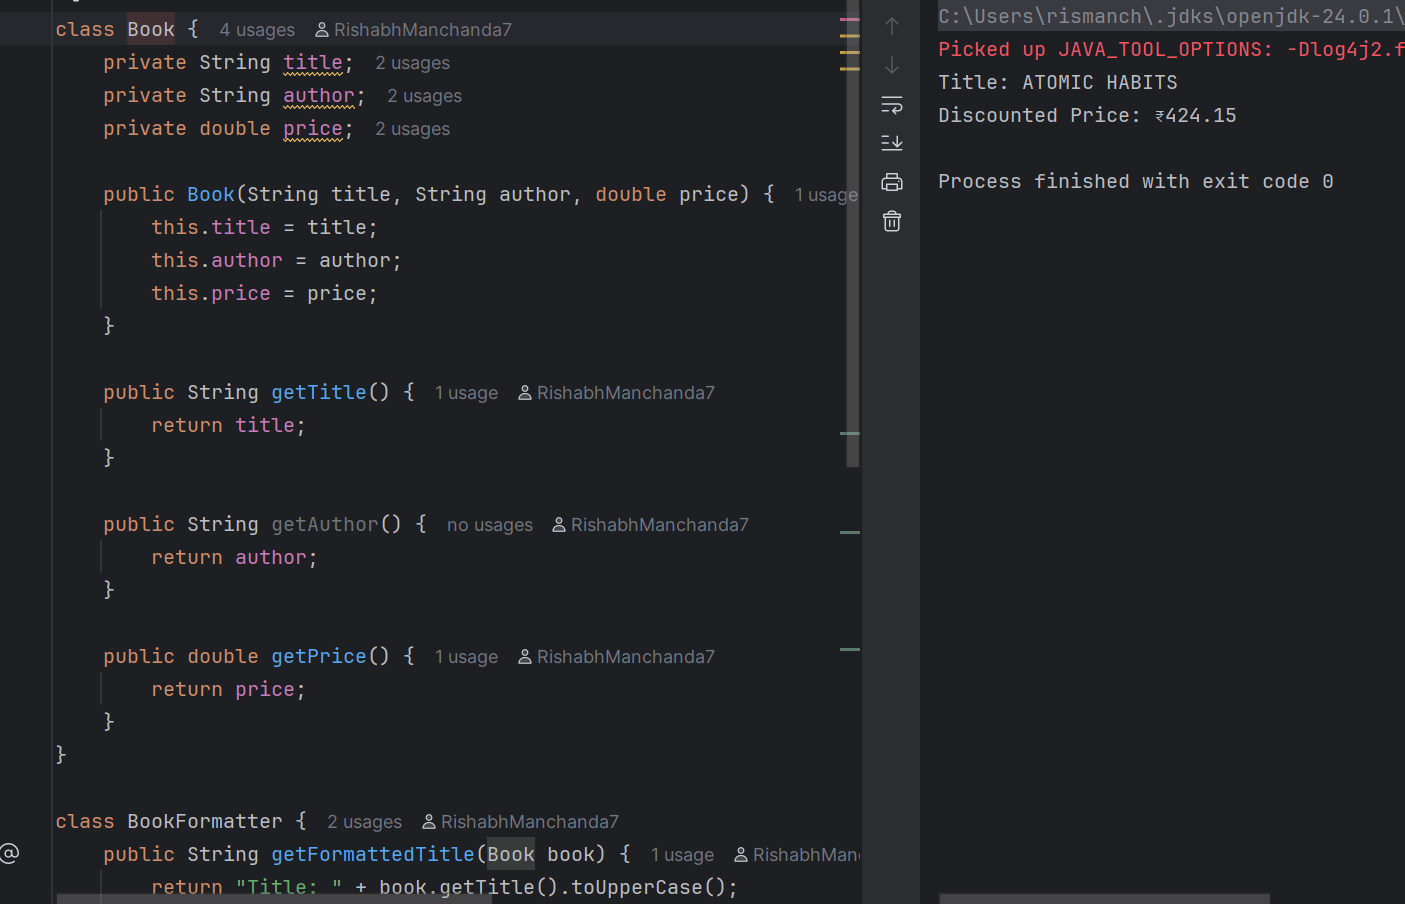 class Book { 4 usages RishabhManchanda7
private String title; 2 usages
private String author; 2 usages
private double price; 2 usages
public Book(String title, String author, double price) { 1 usage
this.title = title;
this.author = author;
this.price = price;
}
public String getTitle() { 1 usage RishabhManchanda7
return title;
}
public String getAuthor() { no usages RishabhManchanda7
return author;
}
public double getPrice() { 1 usage RishabhManchanda7
return price;
}
}
class BookFormatter { 2 usages RishabhManchanda7
@
public String getFormattedTitle(Book book) { 1 usage RishabhMan
return "Title: " + book.getTitle().toUpperCase();
C:\Users\rismanch\.jdks\openjdk-24.0.1\
Picked up JAVA_TOOL_OPTIONS: -Dlog4j2.f
Title: ATOMIC HABITS
Discounted Price: ₹424.15
Process finished with exit code 0